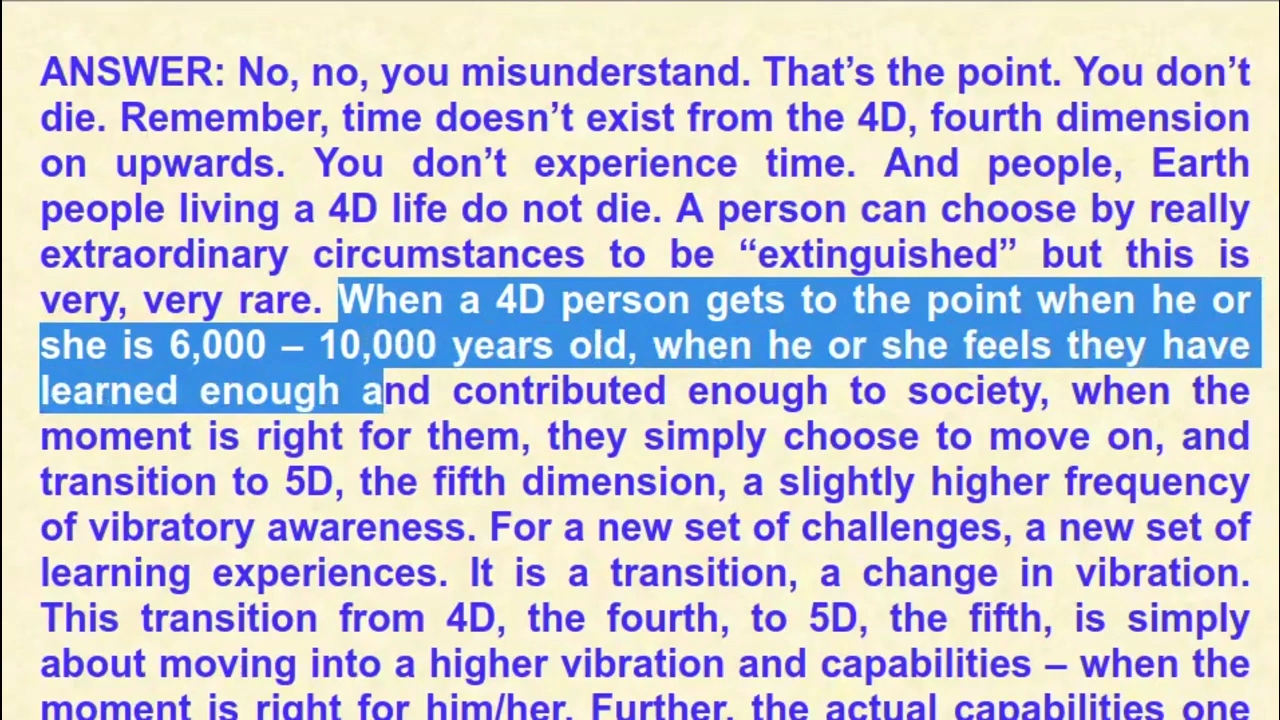 ANSWER: No, no, you misunderstand. That’s the point. You don’t
die. Remember, time doesn’t exist from the 4D, fourth dimension
on upwards. You don’t experience time. And people, Earth
people living a 4D life do not die. A person can choose by really
extraordinary circumstances to be “extinguished” but this is
very, very rare. When a 4D person gets to the point when he or
she is 6,000 – 10,000 years old, when he or she feels they have
learned enough and contributed enough to society, when the
moment is right for them, they simply choose to move on, and
transition to 5D, the fifth dimension, a slightly higher frequency
of vibratory awareness. For a new set of challenges, a new set of
learning experiences. It is a transition, a change in vibration.
This transition from 4D, the fourth, to 5D, the fifth, is simply
about moving into a higher vibration and capabilities – when the
moment is right for him/her. Further, the actual capabilities one